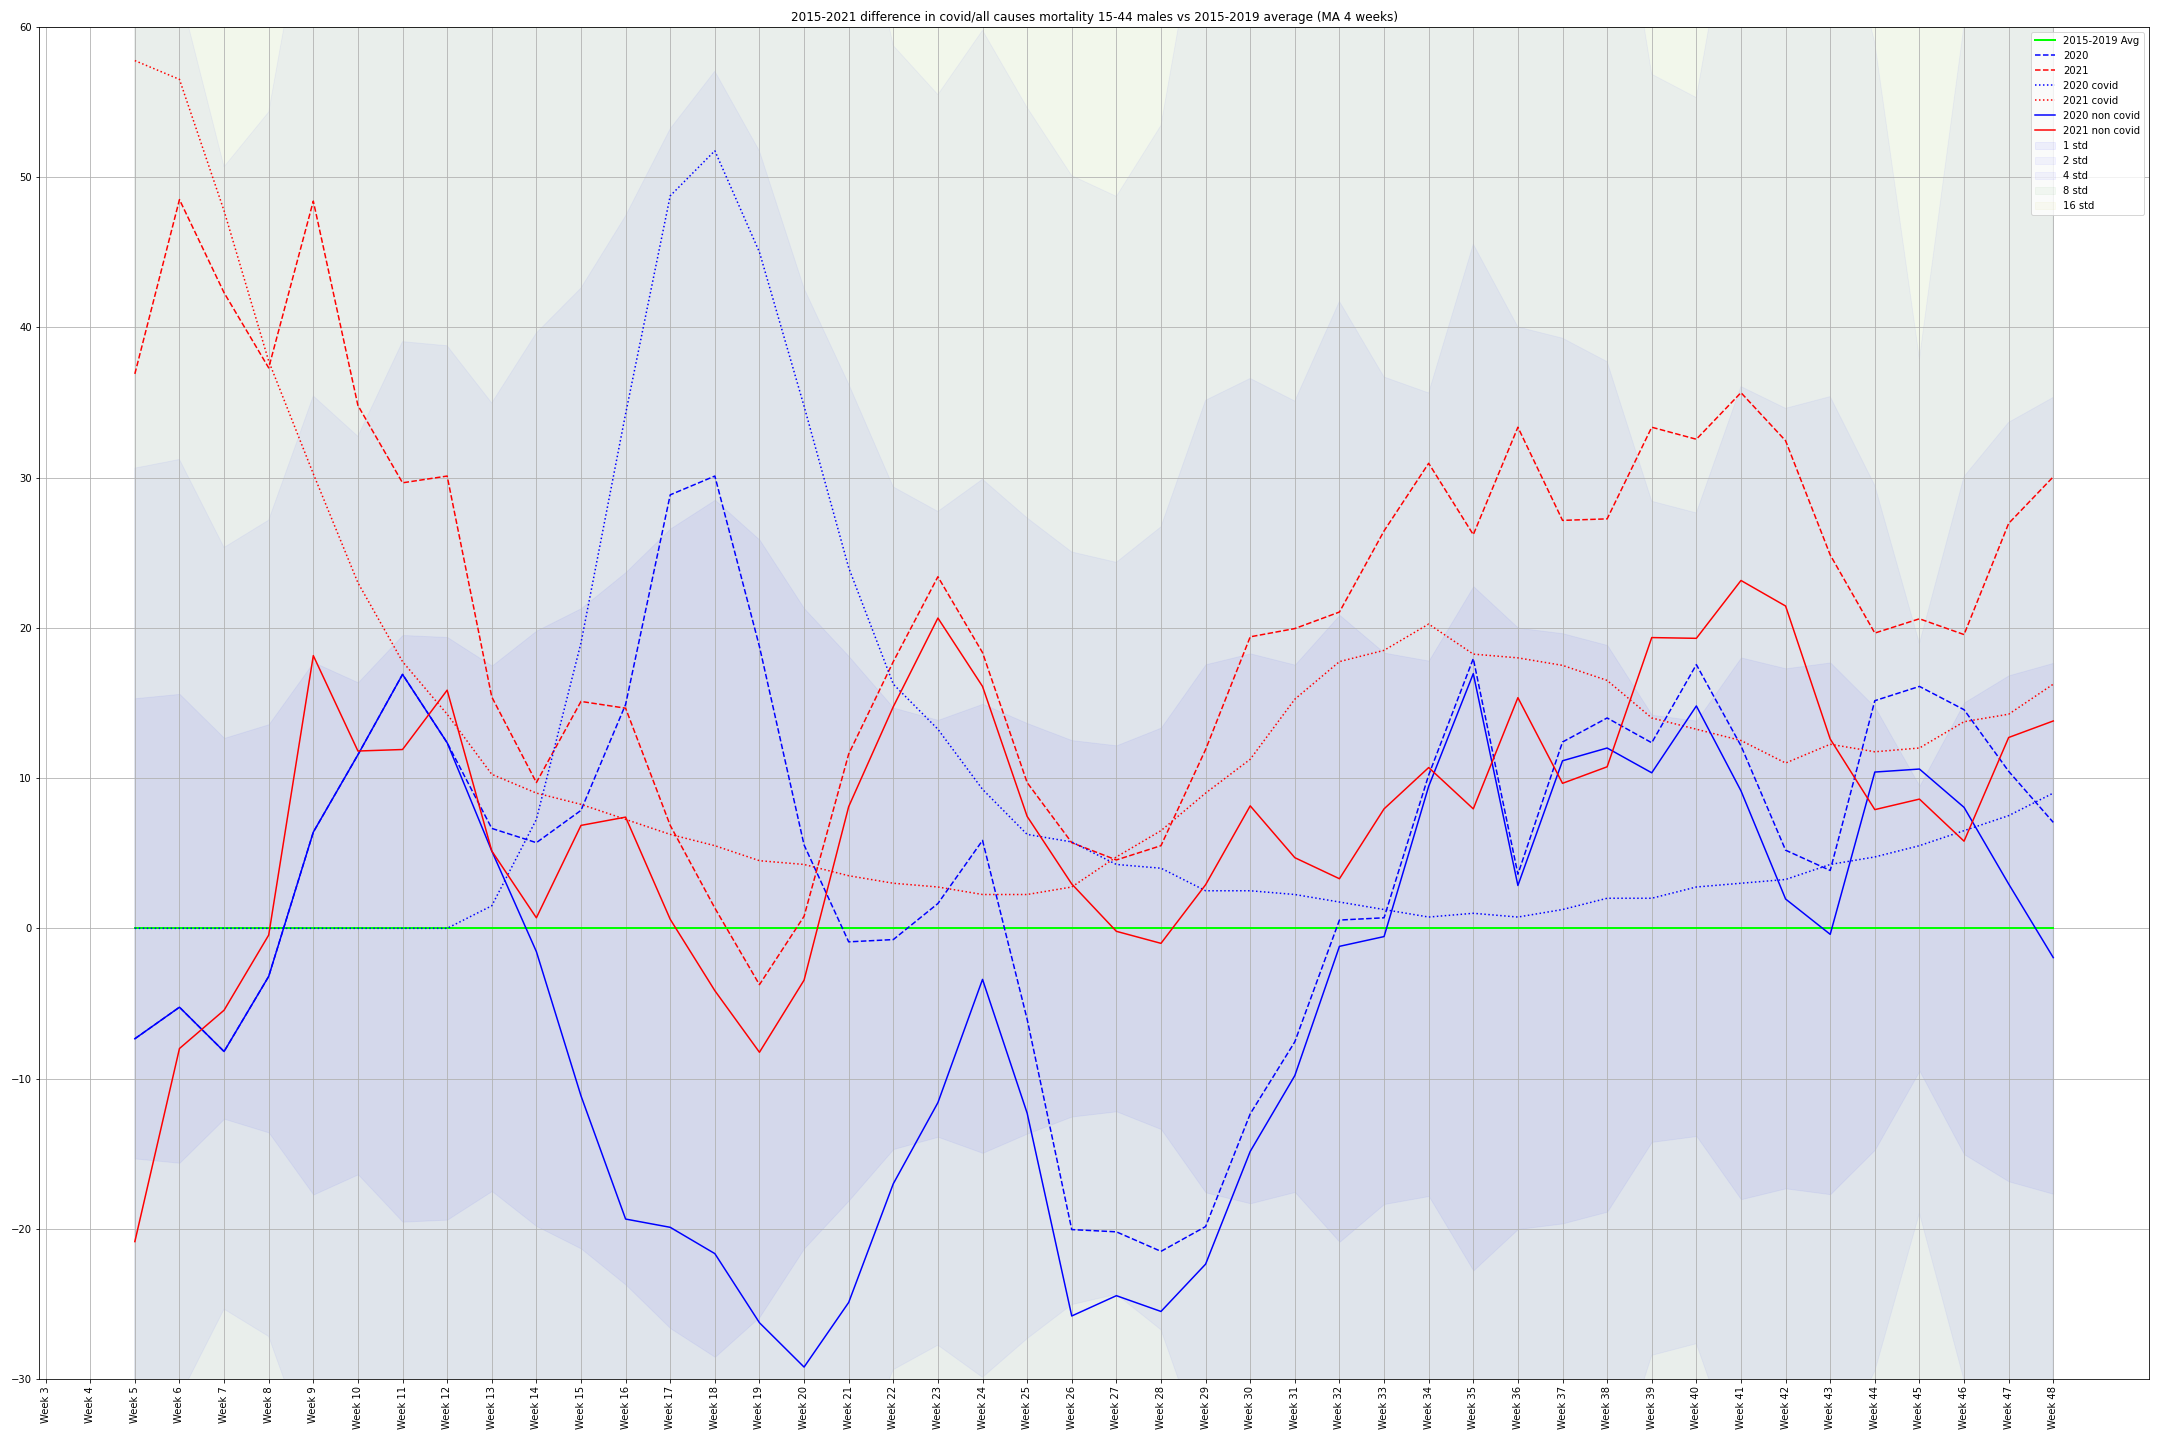 2015-2021 difference in covid/all causes mortality 15-44 males vs 2015-2019 average (MA 4 weeks)
60
50
40
30
20
10
0
−10
−20
−30
2015-2019 Avg
2020
2021
2020 covid
2021 covid
2020 non covid
2021 non covid
1 std
2 std
4 std
8 std
16 std
Week 3
Week 4
Week 5
Week 6
Week 7
Week 8
Week 9
Week 10
Week 11
Week 12
Week 13
Week 14
Week 15
Week 16
Week 17
Week 18
Week 19
Week 20
Week 21
Week 22
Week 23
Week 24
Week 25
Week 26
Week 27
Week 28
Week 29
Week 30
Week 31
Week 32
Week 33
Week 34
Week 35
Week 36
Week 37
Week 38
Week 39
Week 40
Week 41
Week 42
Week 43
Week 44
Week 45
Week 46
Week 47
Week 48